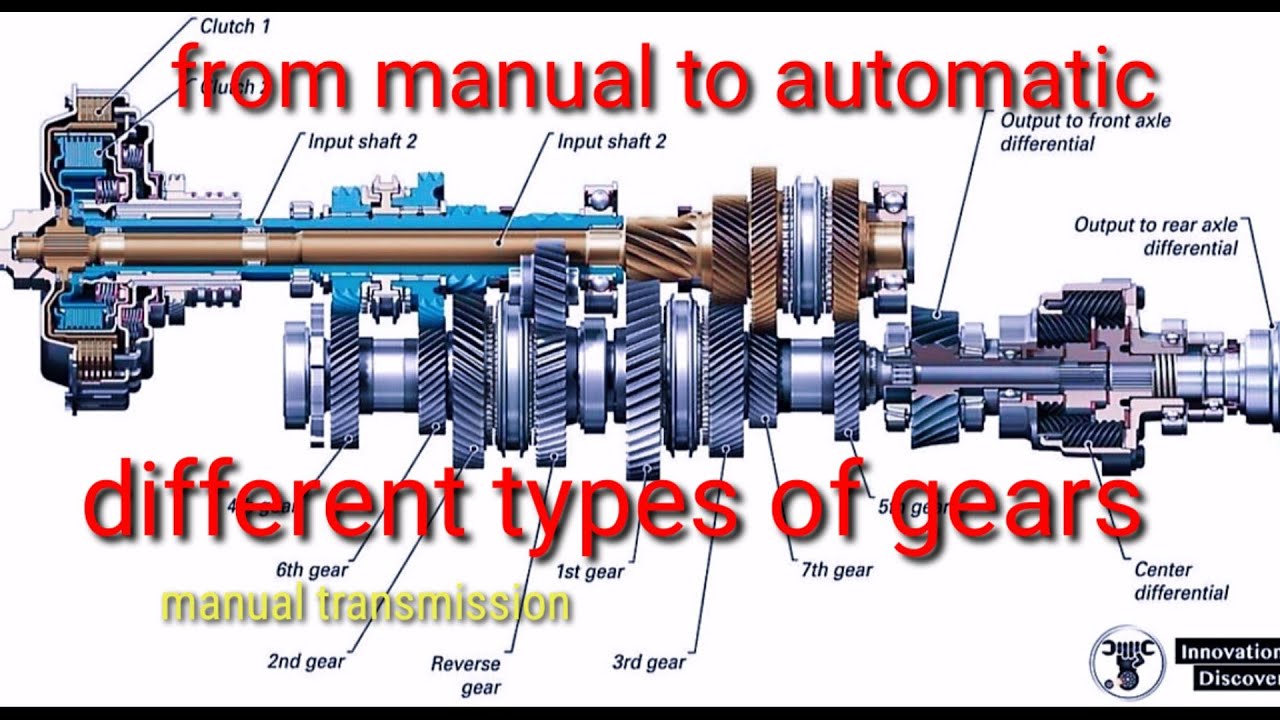 Clutch 1
from manual to automatic
Clutch 2
Input shaft 2
Input shaft 2
Output to front axle
differential
Output to rear axle
differential
different types of gears
5th gear
6th gear
1st gear
7th gear
Center
differential
manual transmission
2nd gear
Reverse
gear
3rd gear
Innovation
Discover